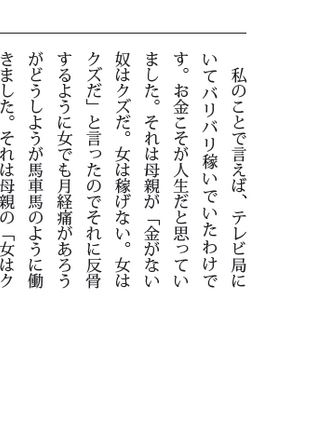 私のことで言えば、テレビ局に
いてバリバリ稼いでいたわけで
す。お金こそが人生だと思ってい
ました。それは母親が「金がない
奴はクズだ。女は稼げない。女は
クズだ」と言ったのでそれに反骨
するように女でも月経痛があろう
がどうしようが馬車馬のように働
きました。それは母親の「女はク